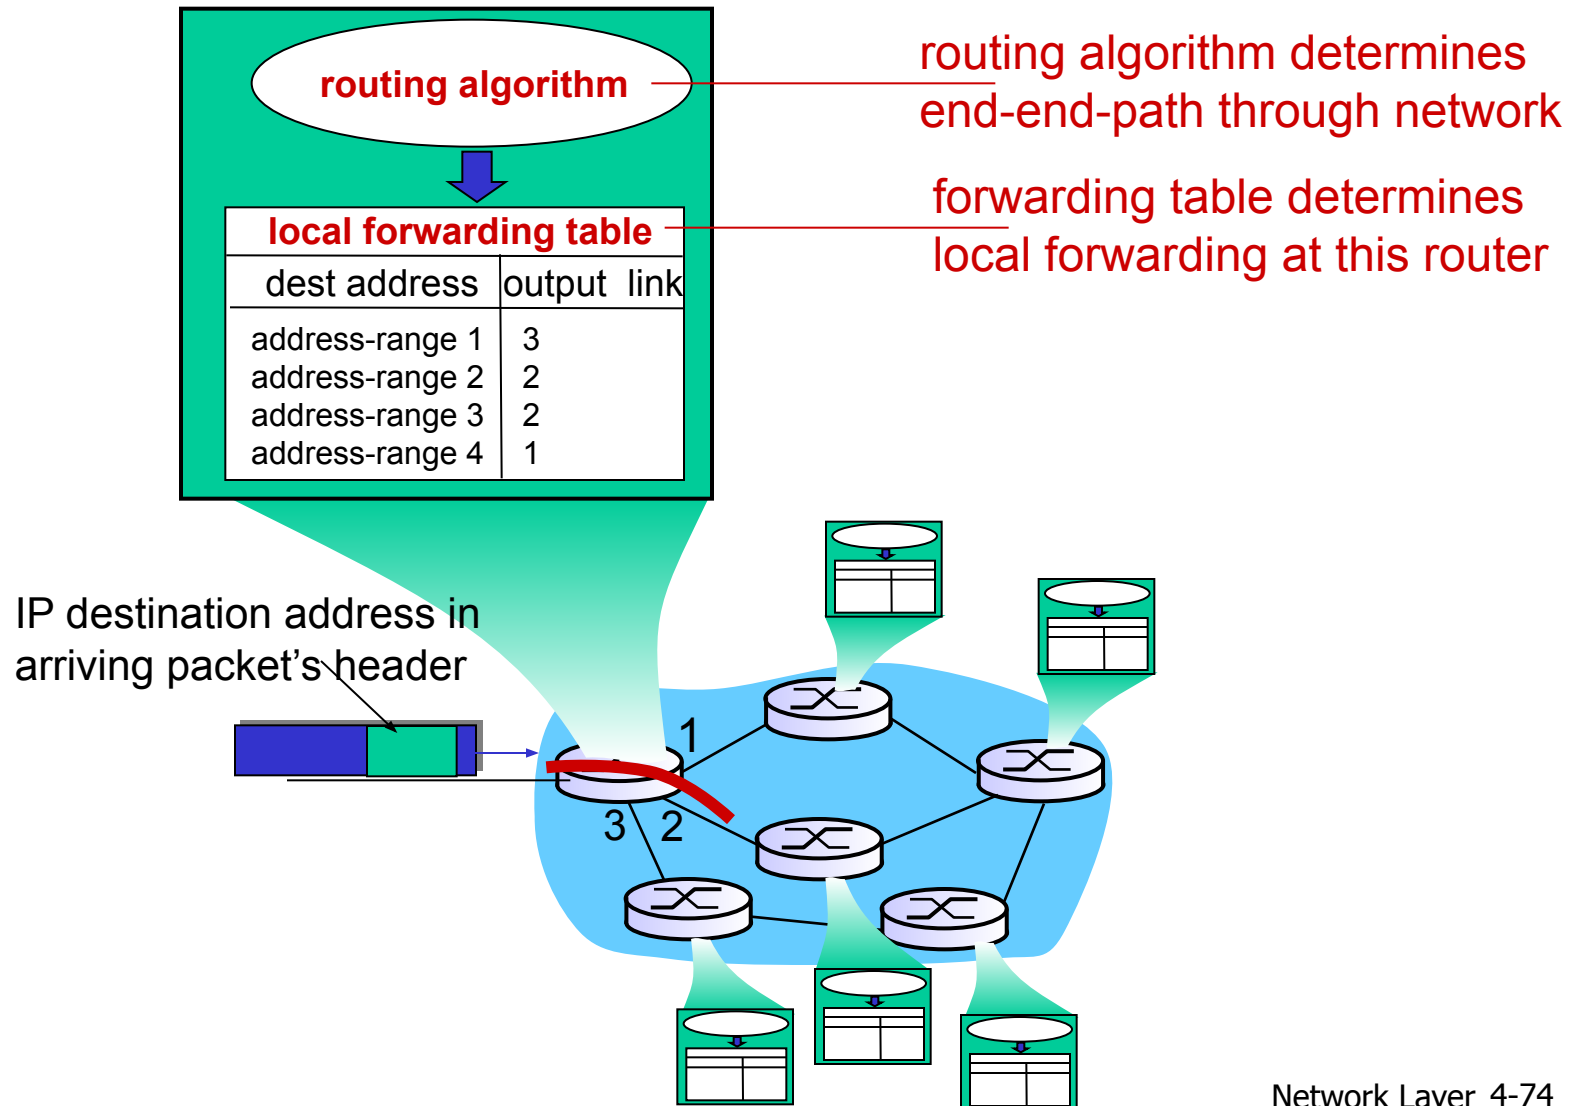 routing algorithm
routing algorithm determines
end-end-path through network
forwarding table determines
local forwarding at this router
local forwarding table
dest address output link
address-range 1 3
address-range 2 2
address-range 3 2
address-range 4 1
IP destination address in
arriving packet's header
1
3 2
Network Layer 4-74